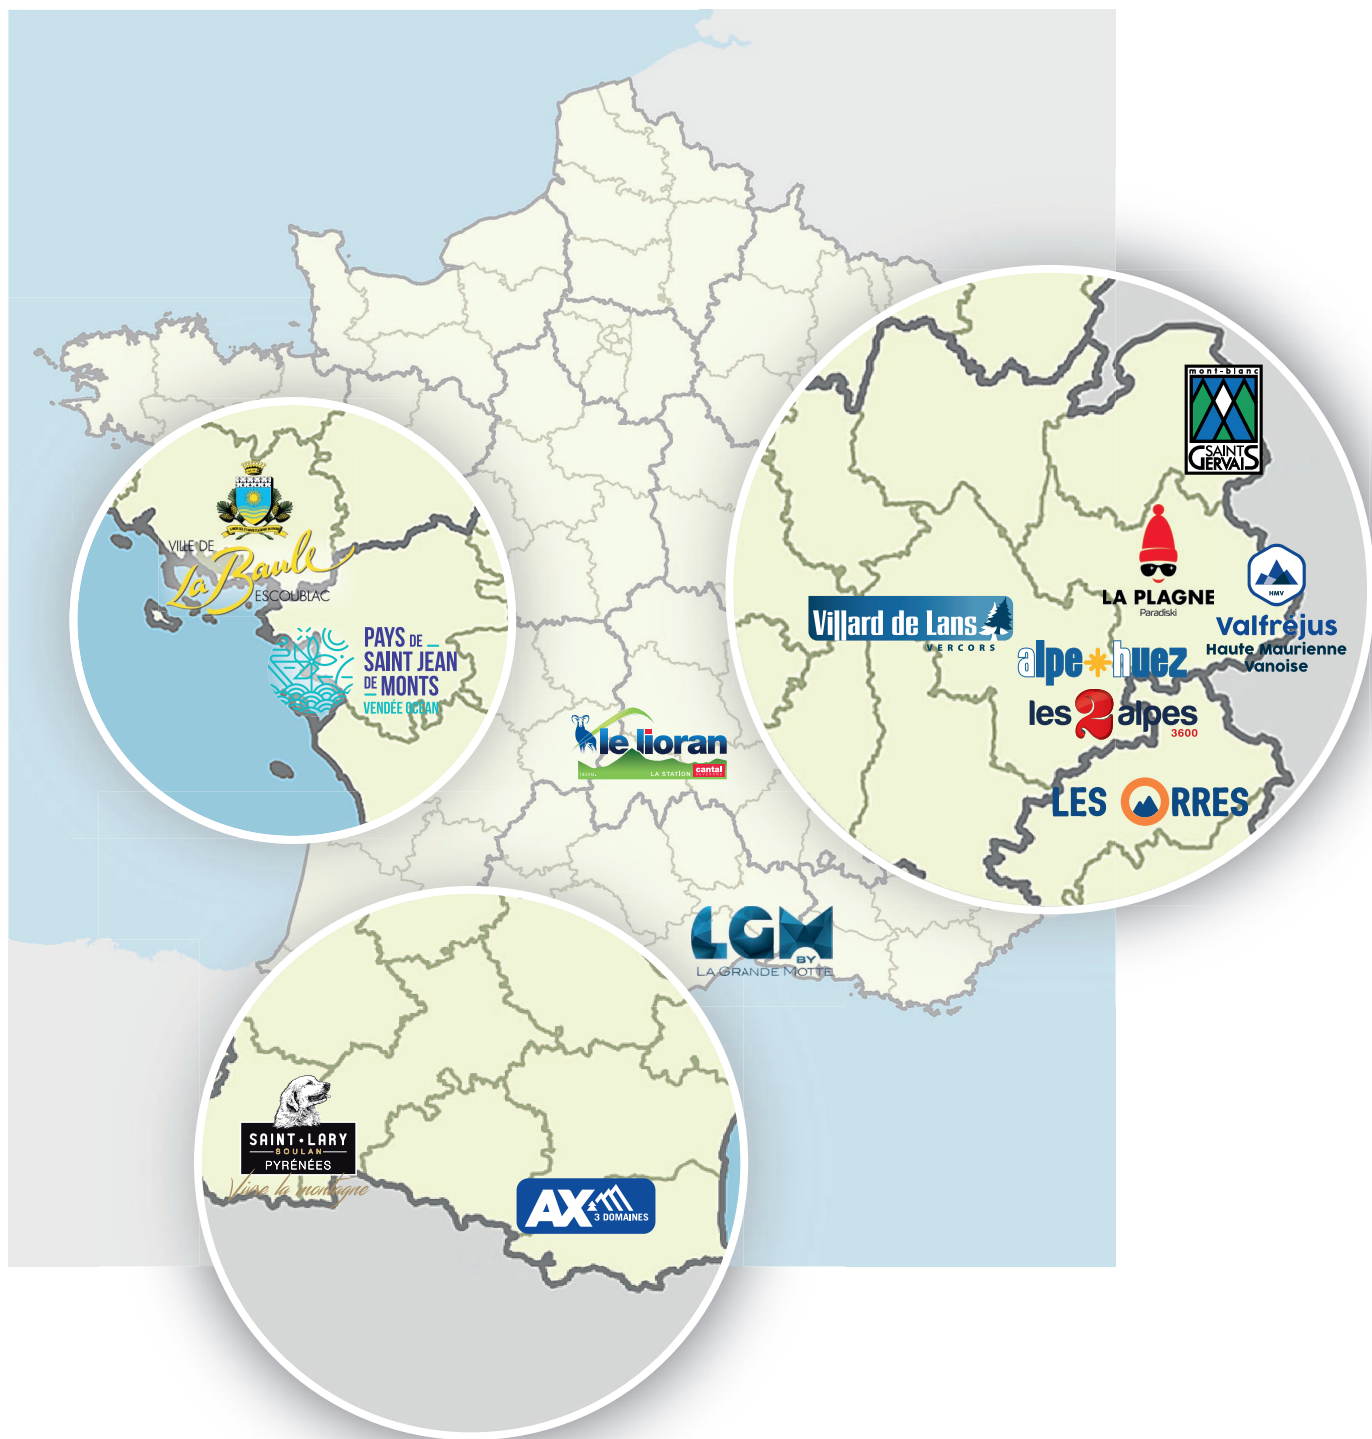 mont-blanc
SAINT
GERVAIS
LA PLAGNE
Paradiski
HMV
Valfréjus
Haute Maurienne
Vanoise
Villard de Lans
VERCORS
alpe huez
les 2 alpes
3600
LES ORRES
VILLE DE
La Baule
ESCOUBLAC
PAYS DE
SAINT JEAN
DE MONTS
VENDÉE OCÉAN
le lioran
LA STATION cantal
LGM
BY
LA GRANDE MOTTE
SAINT•LARY
SOULAN
PYRÉNÉES
Vivre la montagne
AX
3 DOMAINES